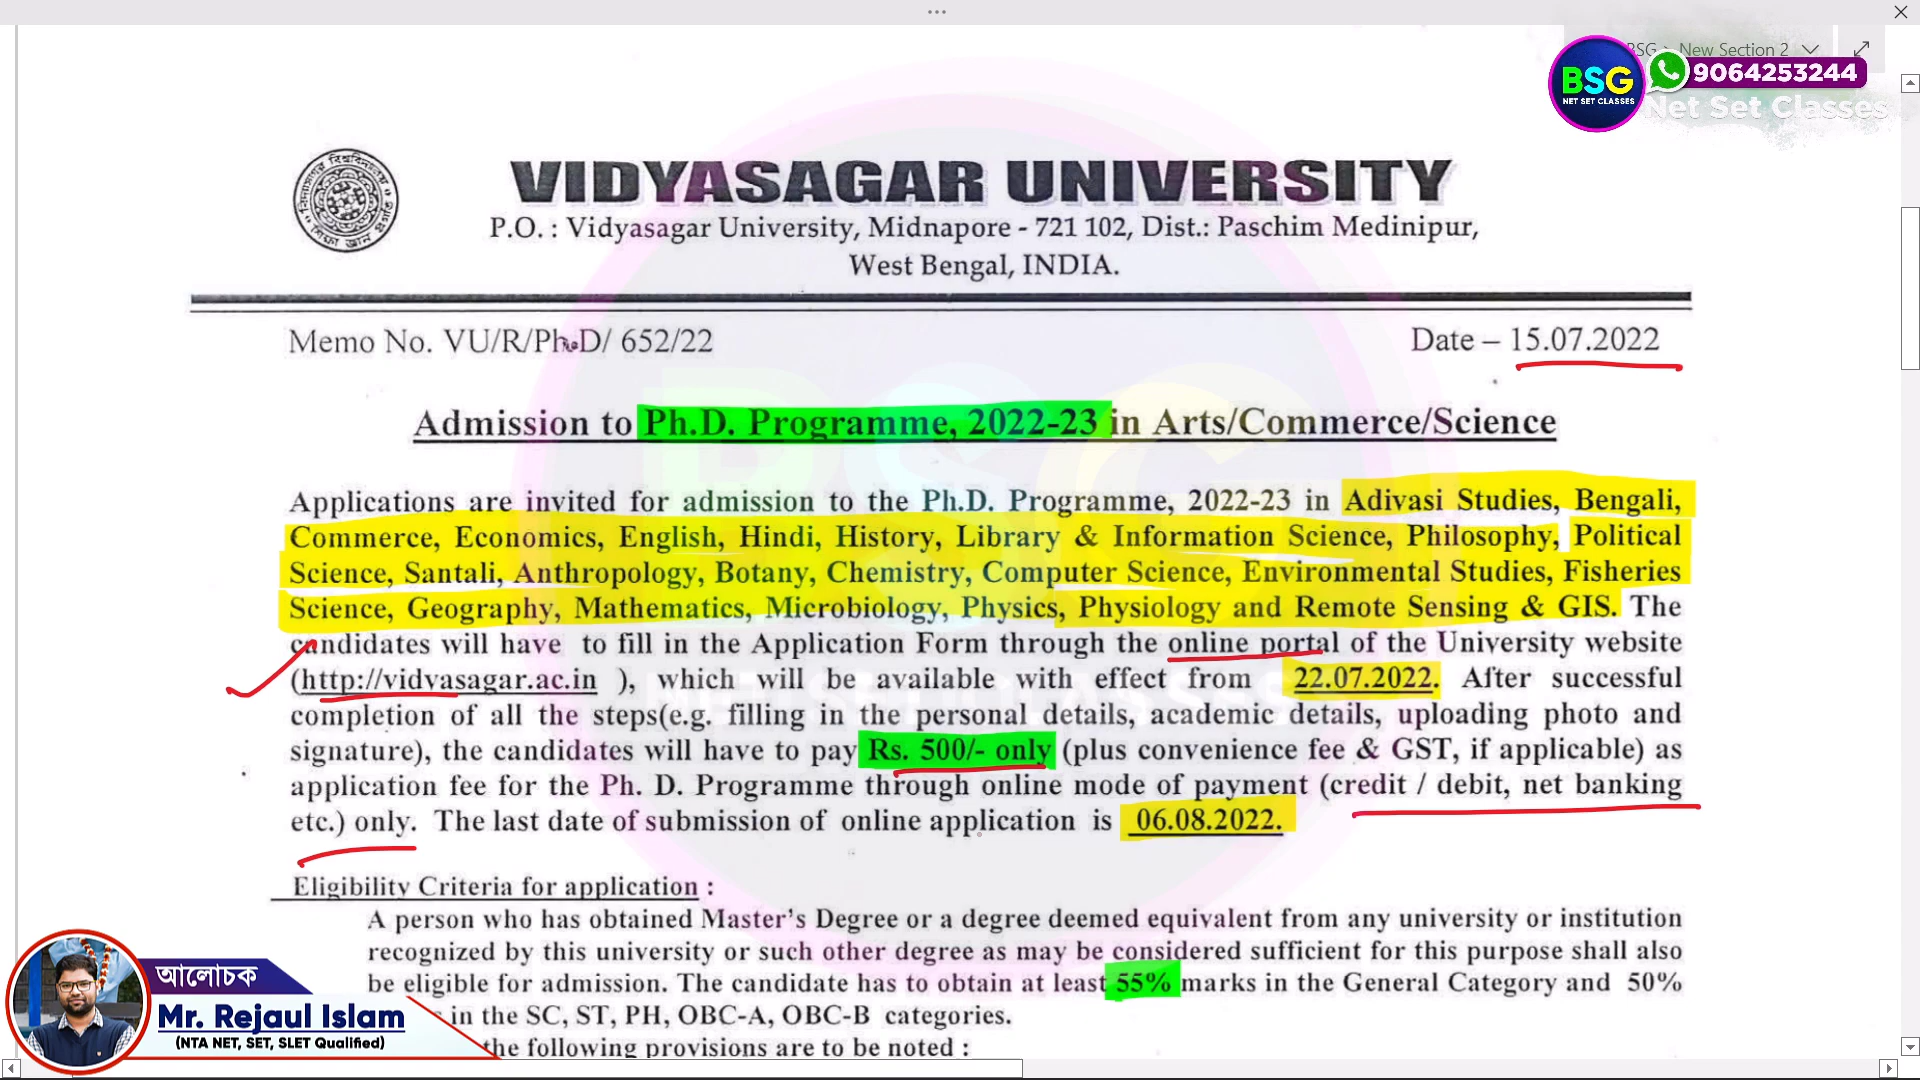 BSG > New Section 2
BSG
NET SET CLASSES
9064253244
Net Set Classes
VIDYASAGAR UNIVERSITY
P.O. : Vidyasagar University, Midnapore - 721 102, Dist.: Paschim Medinipur,
West Bengal, INDIA.
Memo No. VU/R/Ph.D/ 652/22
Date – 15.07.2022
Admission to Ph.D. Programme, 2022-23 in Arts/Commerce/Science
Applications are invited for admission to the Ph.D. Programme, 2022-23 in Adivasi Studies, Bengali,
Commerce, Economics, English, Hindi, History, Library & Information Science, Philosophy, Political
Science, Santali, Anthropology, Botany, Chemistry, Computer Science, Environmental Studies, Fisheries
Science, Geography, Mathematics, Microbiology, Physics, Physiology and Remote Sensing & GIS. The
candidates will have to fill in the Application Form through the online portal of the University website
(http://vidyasagar.ac.in ), which will be available with effect from 22.07.2022. After successful
completion of all the steps(e.g. filling in the personal details, academic details, uploading photo and
signature), the candidates will have to pay Rs. 500/- only (plus convenience fee & GST, if applicable) as
application fee for the Ph. D. Programme through online mode of payment (credit / debit, net banking
etc.) only. The last date of submission of online application is 06.08.2022.
Eligibility Criteria for application :
A person who has obtained Master's Degree or a degree deemed equivalent from any university or institution
recognized by this university or such other degree as may be considered sufficient for this purpose shall also
be eligible for admission. The candidate has to obtain at least 55% marks in the General Category and 50%
in the SC, ST, PH, OBC-A, OBC-B categories.
the following provisions are to be noted :
আলোচক
Mr. Rejaul Islam
(NTA NET, SET, SLET Qualified)